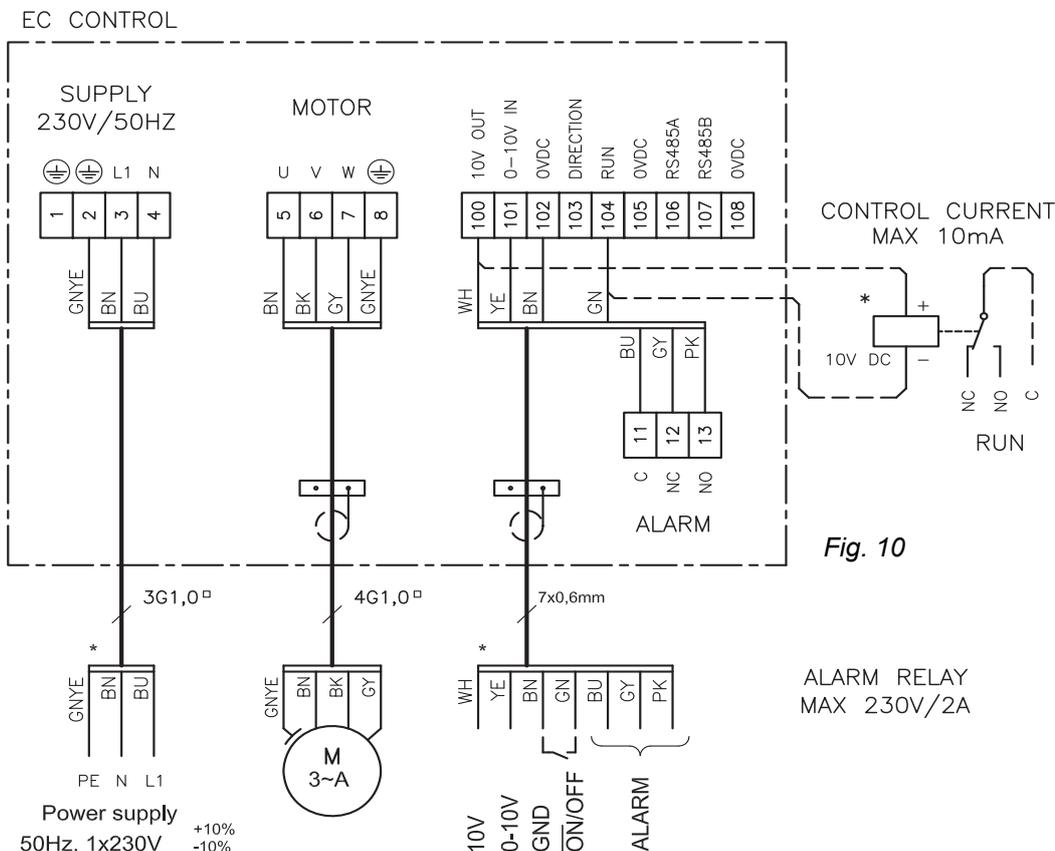 EC CONTROL
SUPPLY
230V/50HZ
MOTOR
L1 N
U V W
10V OUT
0-10V IN
0VDC
DIRECTION
RUN
0VDC
RS485A
RS485B
0VDC
1 2 3 4
5 6 7 8
100 101 102 103 104 105 106 107 108
CONTROL CURRENT
MAX 10mA
GNYE BN BU
BN BK GY GNYE
WH YE BN GN
*
+
10V DC
-
NC NO C
RUN
BU GY PK
11 12 13
C NC NO
ALARM
Fig. 10
3G1,0
4G1,0
7x0,6mm
*
*
GNYE BN BU
GNYE BN BK GY
WH YE BN GN BU GY PK
ALARM RELAY
MAX 230V/2A
M
3~A
PE N L1
Power supply
50Hz. 1x230V +10%
-10%
10V
0-10V
GND
ON/OFF
ALARM